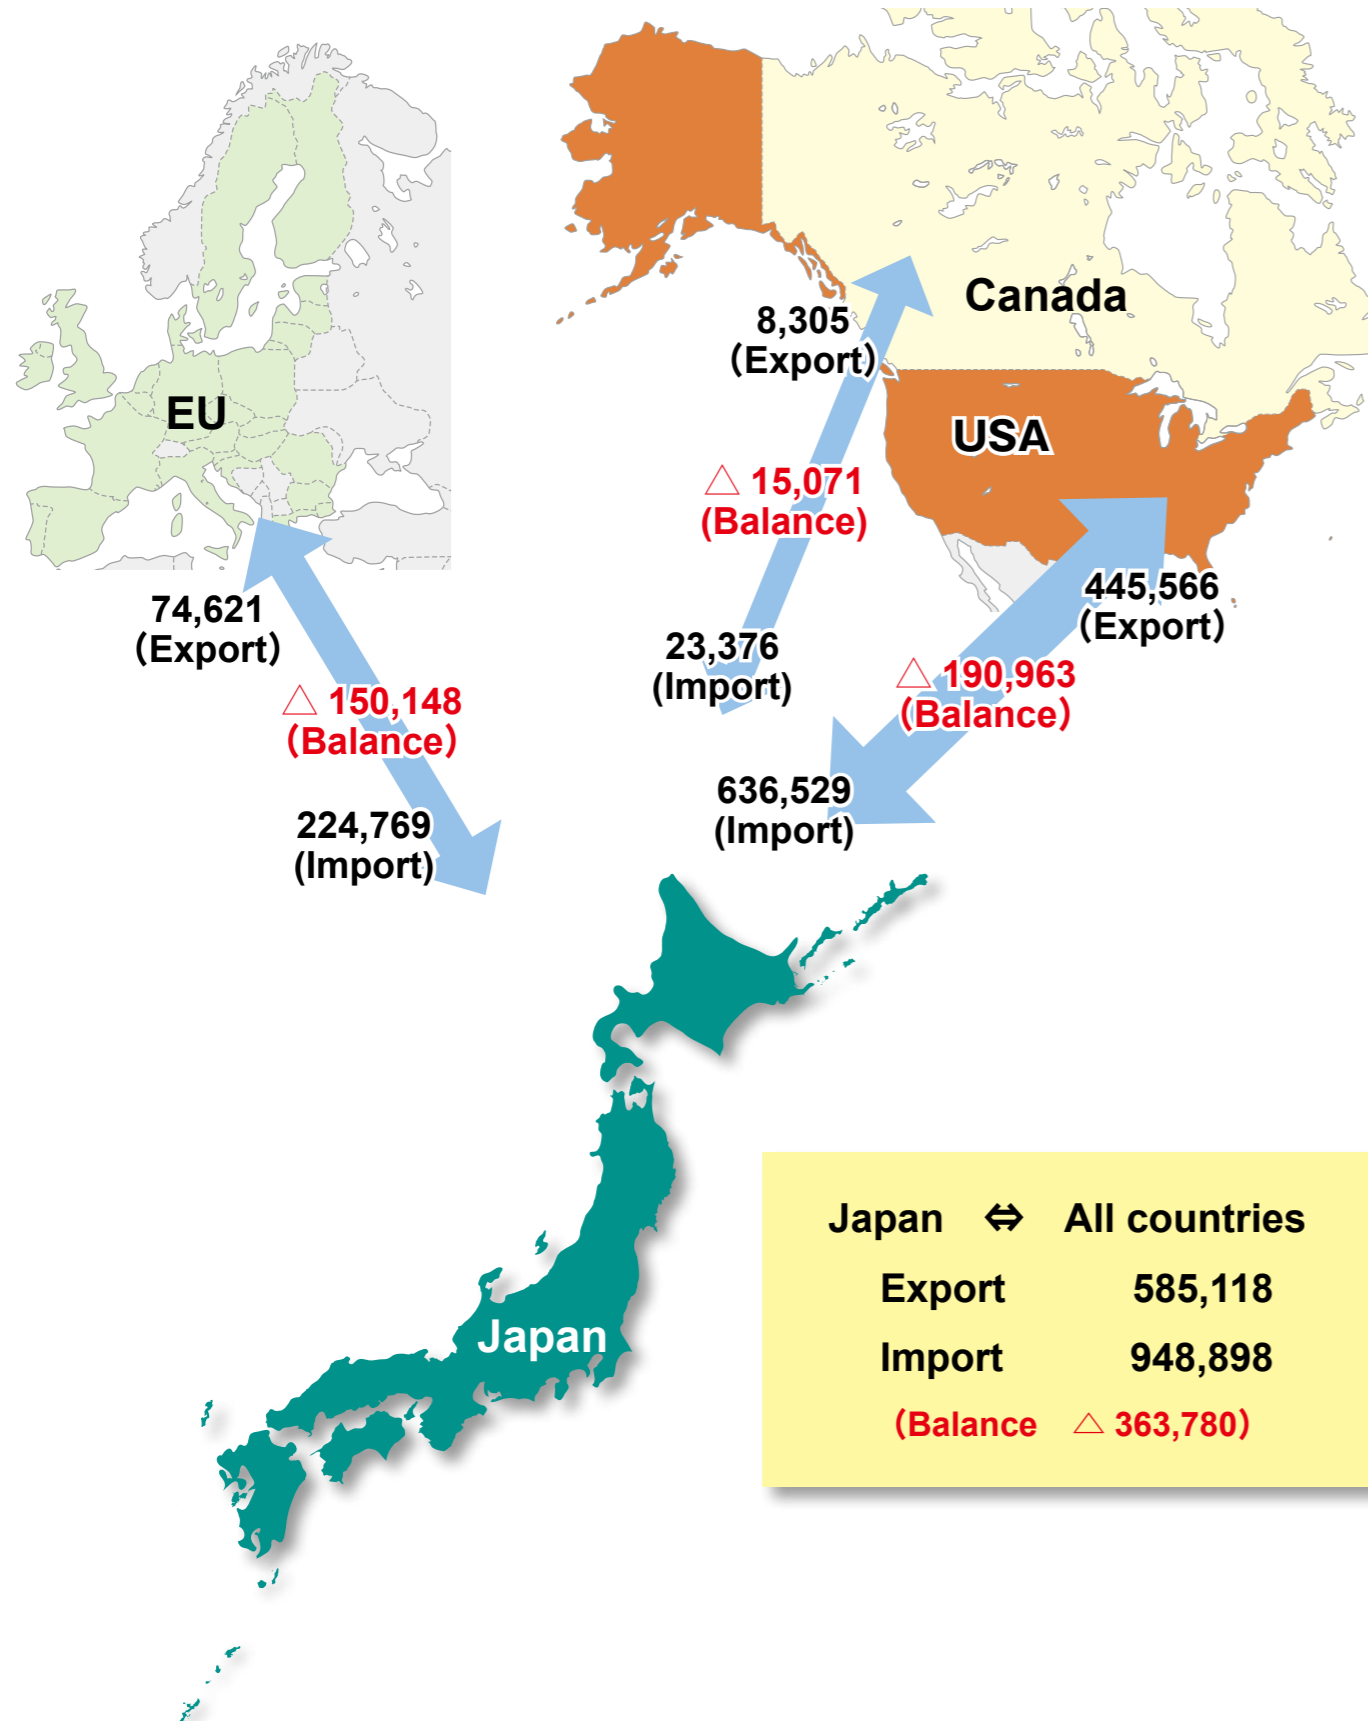 EU
Canada
USA
8,305
（Export）
△ 15,071
(Balance)
23,376
(Import)
445,566
（Export）
△ 190,963
（Balance）
636,529
(Import)
74,621
（Export）
△ 150,148
（Balance）
224,769
(Import)
Japan
Japan ⇔ All countries
Export 585,118
Import 948,898
（Balance △ 363,780）